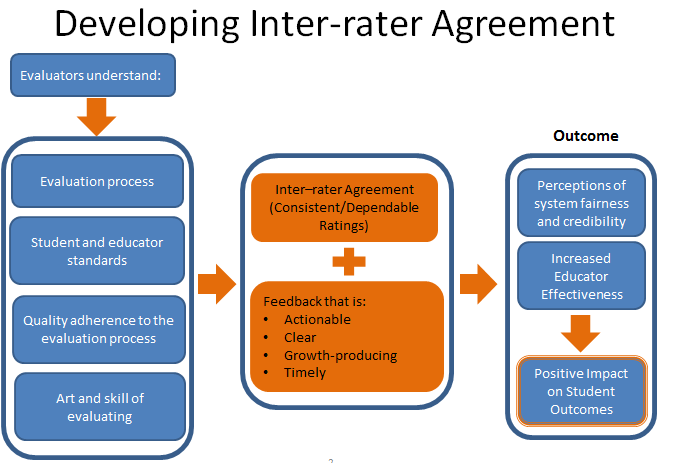 Developing Inter-rater Agreement
Evaluators understand:
Evaluation process
Student and educator
standards
Quality adherence to the
evaluation process
Art and skill of
evaluating
Inter–rater Agreement
(Consistent/Dependable
Ratings)
Feedback that is:
• Actionable
• Clear
• Growth-producing
• Timely
Outcome
Perceptions of
system fairness
and credibility
Increased
Educator
Effectiveness
Positive Impact
on Student
Outcomes